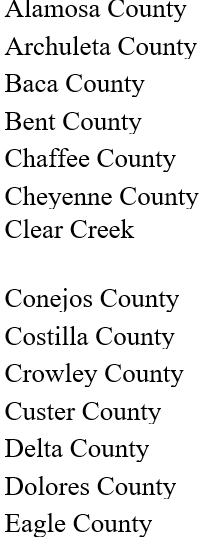 Alamosa County
Archuleta County
Baca County
Bent County
Chaffee County
Cheyenne County
Clear Creek
Conejos County
Costilla County
Crowley County
Custer County
Delta County
Dolores County
Eagle County